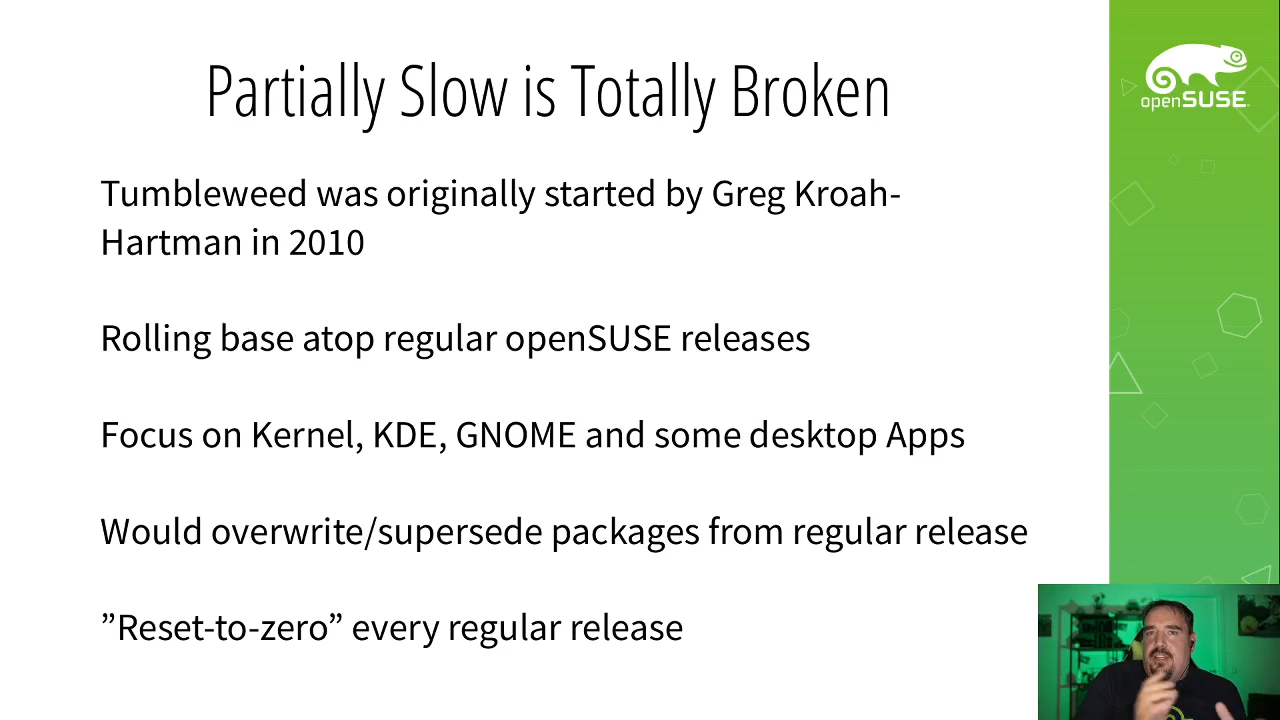 Partially Slow is Totally Broken
openSUSE
Tumbleweed was originally started by Greg Kroah-
Hartman in 2010
Rolling base atop regular openSUSE releases
Focus on Kernel, KDE, GNOME and some desktop Apps
Would overwrite/supersede packages from regular release
”Reset-to-zero” every regular release